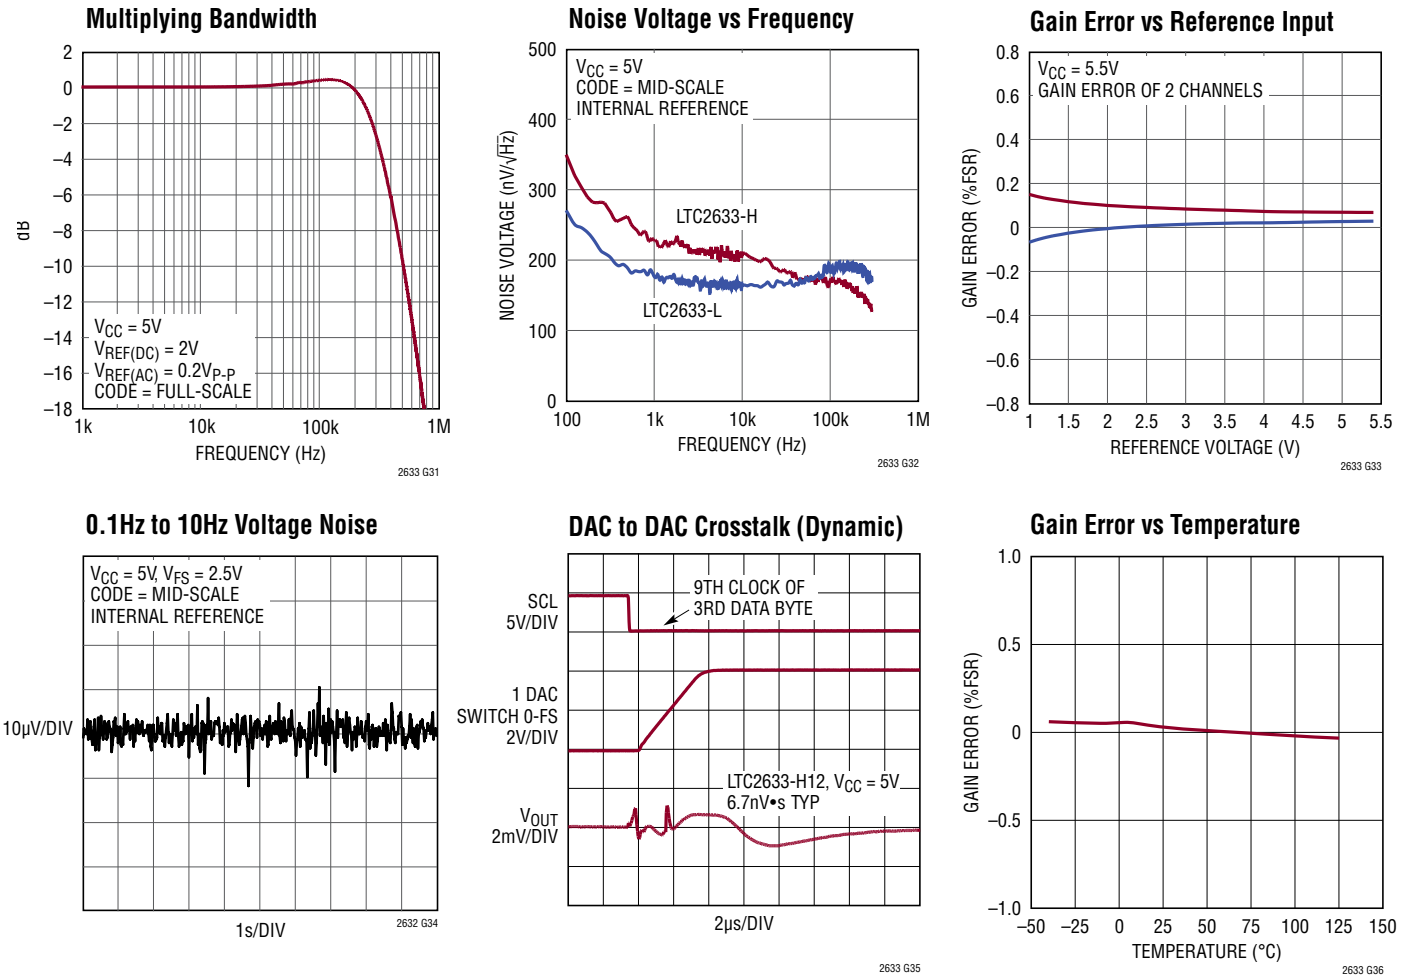 Multiplying Bandwidth
2
0
–2
–4
–6
–8
–10
–12
–14
–16
–18
dB
VCC = 5V
VREF(DC) = 2V
VREF(AC) = 0.2VP-P
CODE = FULL-SCALE
1k 10k 100k 1M
FREQUENCY (Hz)
2633 G31
Noise Voltage vs Frequency
500
400
300
200
100
0
NOISE VOLTAGE (nV/√Hz)
VCC = 5V
CODE = MID-SCALE
INTERNAL REFERENCE
LTC2633-H
LTC2633-L
100 1k 10k 100k 1M
FREQUENCY (Hz)
2633 G32
Gain Error vs Reference Input
0.8
0.6
0.4
0.2
0
–0.2
–0.4
–0.6
–0.8
GAIN ERROR (%FSR)
VCC = 5.5V
GAIN ERROR OF 2 CHANNELS
1 1.5 2 2.5 3 3.5 4 4.5 5 5.5
REFERENCE VOLTAGE (V)
2633 G33
0.1Hz to 10Hz Voltage Noise
VCC = 5V, VFS = 2.5V
CODE = MID-SCALE
INTERNAL REFERENCE
10µV/DIV
1s/DIV
2632 G34
DAC to DAC Crosstalk (Dynamic)
SCL
5V/DIV
9TH CLOCK OF
3RD DATA BYTE
1 DAC
SWITCH 0-FS
2V/DIV
LTC2633-H12, VCC = 5V
6.7nV•s TYP
VOUT
2mV/DIV
2µs/DIV
2633 G35
Gain Error vs Temperature
1.0
0.5
0
–0.5
–1.0
GAIN ERROR (%FSR)
–50 –25 0 25 50 75 100 125 150
TEMPERATURE (°C)
2633 G36